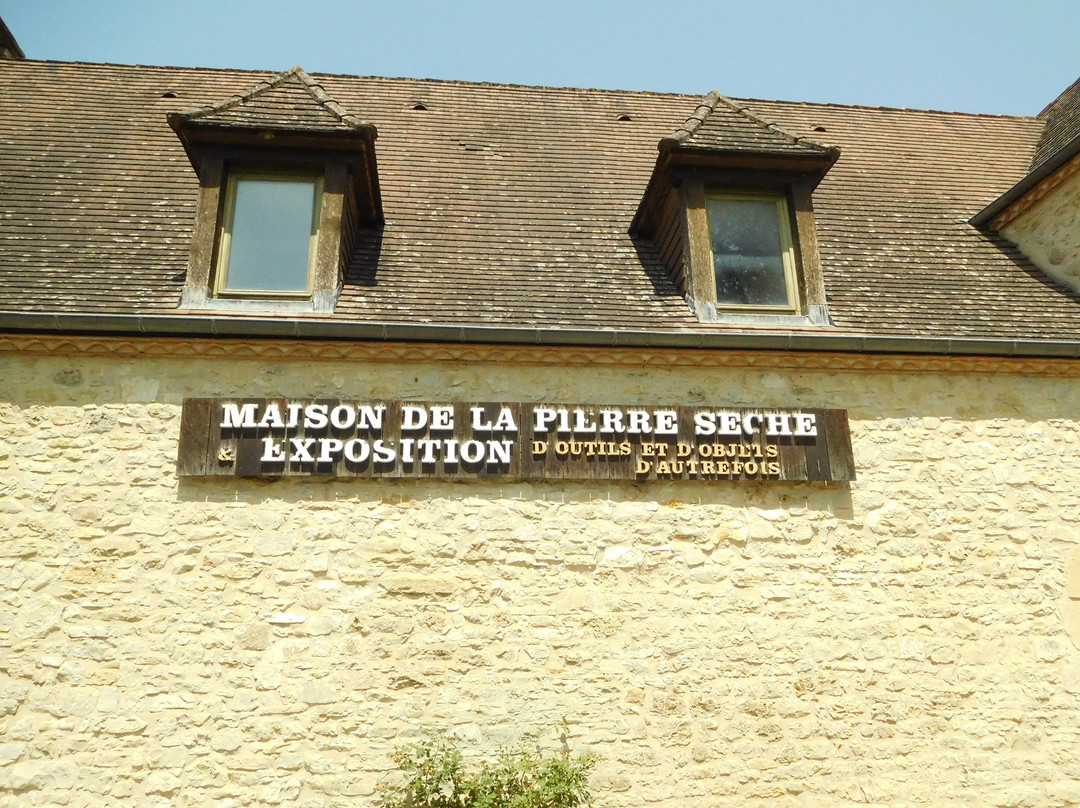 MAISON DE LA PIERRE SECHE
& EXPOSITION D'OUTILS ET D'OBJETS
D'AUTREFOIS